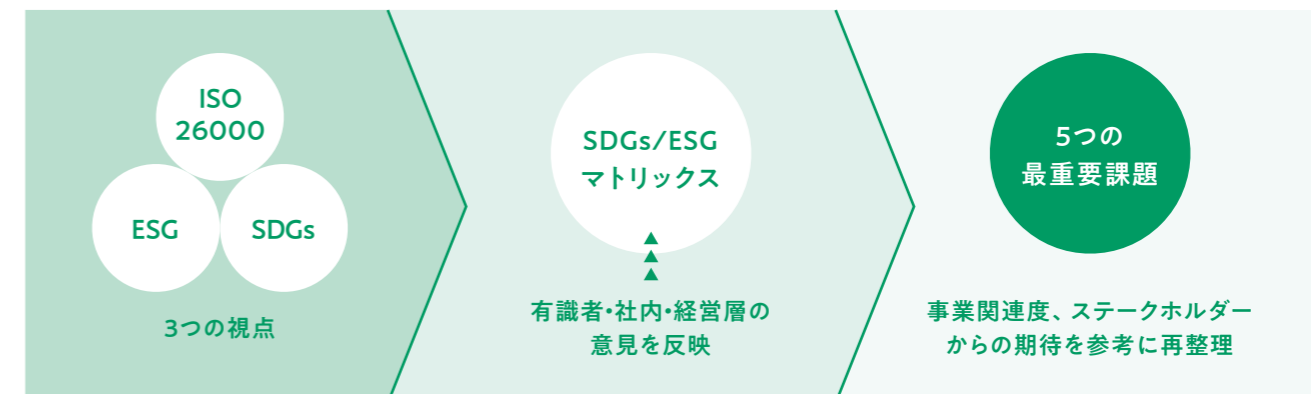 ISO
26000
ESG
SDGs
3つの視点
SDGs/ESG
マトリックス
有識者・社内・経営層の
意見を反映
5つの
最重要課題
事業関連度、ステークホルダー
からの期待を参考に再整理